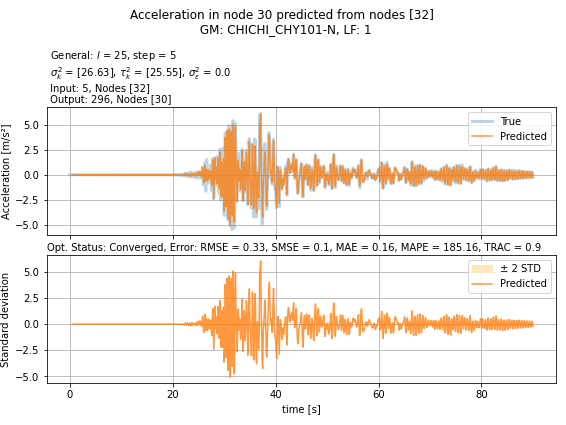 Acceleration in node 30 predicted from nodes [32]
GM: CHICHI_CHY101-N, LF: 1
General: l = 25, step = 5
σ²ₖ = [26.63], τ²ₖ = [25.55], σ²ε = 0.0
Input: 5, Nodes [32]
Output: 296, Nodes [30]
Acceleration [m/s²]
5.0
2.5
0.0
−2.5
−5.0
True
Predicted
Opt. Status: Converged, Error: RMSE = 0.33, SMSE = 0.1, MAE = 0.16, MAPE = 185.16, TRAC = 0.9
Standard deviation
5.0
2.5
0.0
−2.5
−5.0
± 2 STD
Predicted
0 20 40 60 80
time [s]